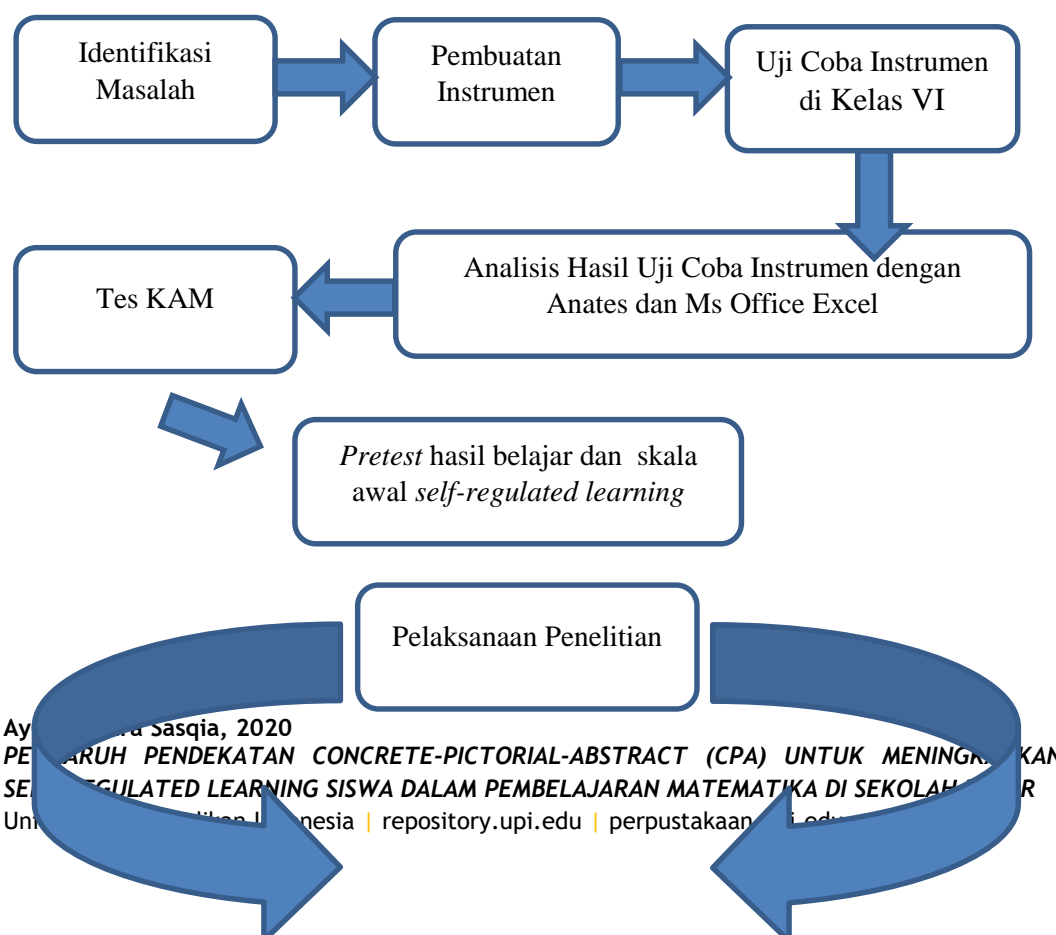 Identifikasi
Masalah
Pembuatan
Instrumen
Uji Coba Instrumen
di Kelas VI
Analisis Hasil Uji Coba Instrumen dengan
Anates dan Ms Office Excel
Tes KAM
Pretest hasil belajar dan skala
awal self-regulated learning
Pelaksanaan Penelitian
Sasqia, 2020
PENDEKATAN CONCRETE-PICTORIAL-ABSTRACT (CPA) UNTUK
LEARNING SISWA DALAM PEMBELAJARAN MATEMATIKA DI SEKOLAH
| repository.upi.edu |